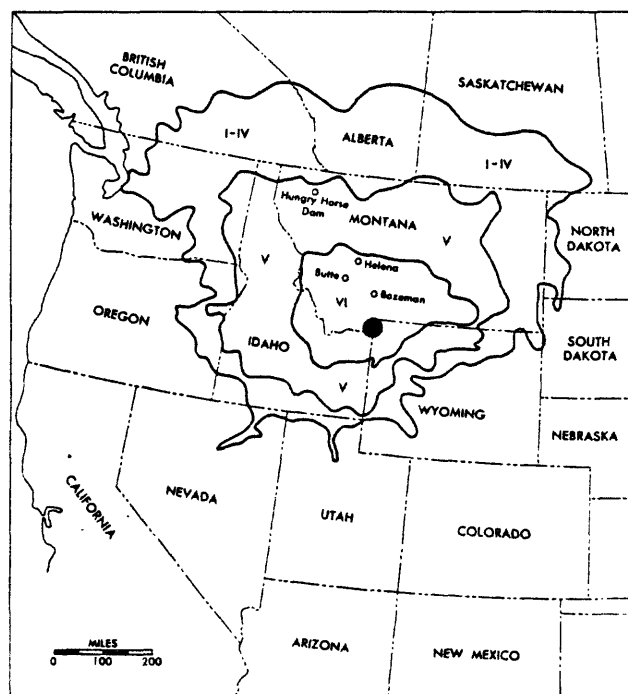 BRITISH
COLUMBIA
SASKATCHEWAN
I-IV
ALBERTA
I-IV
Hungry Horse
Dam
MONTANA
WASHINGTON
NORTH
DAKOTA
V
V
Helena
Butte
VI
Bozeman
OREGON
IDAHO
SOUTH
DAKOTA
V
WYOMING
NEBRASKA
CALIFORNIA
NEVADA
UTAH
COLORADO
MILES
0 100 200
ARIZONA
NEW MEXICO